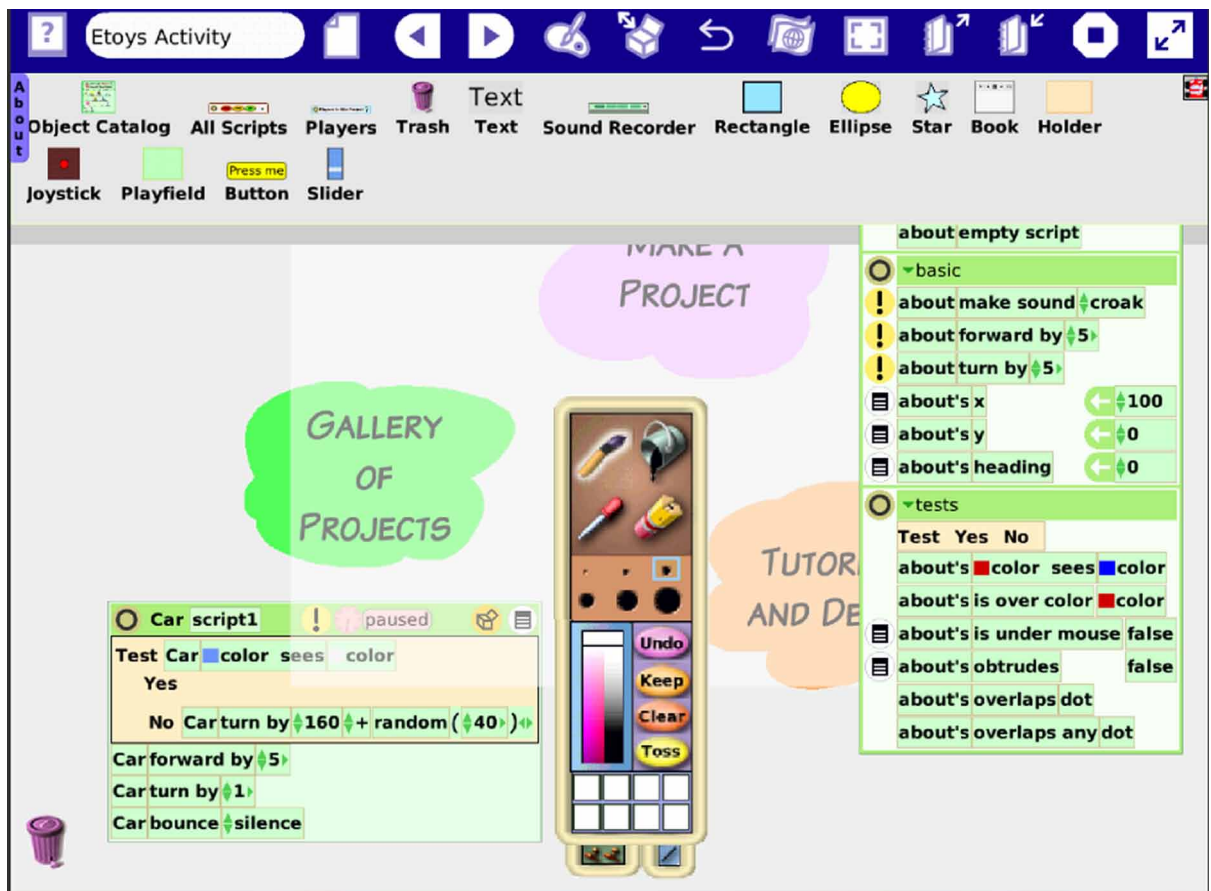 ?
Etoys Activity
About
Object Catalog All Scripts Players Trash Text Text Sound Recorder Rectangle Ellipse Star Book Holder
Joystick Playfield Press me Button Slider
MAKE A
PROJECT
GALLERY
OF
PROJECTS
TUTOR
AND DE
Car script1 ! paused
Test Car color sees color
Yes
No Car turn by 160 + random ( 40 )
Car forward by 5
Car turn by 1
Car bounce silence
Undo
Keep
Clear
Toss
about empty script
basic
! about make sound croak
! about forward by 5
! about turn by 5
about's x 100
about's y 0
about's heading 0
tests
Test Yes No
about's color sees color
about's is over color color
about's is under mouse false
about's obtrudes false
about's overlaps dot
about's overlaps any dot